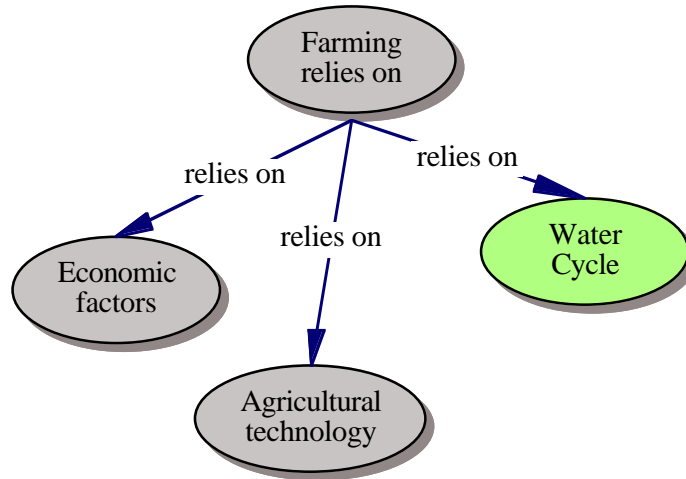 Farming
relies on
relies on
relies on
relies on
Economic
factors
Water
Cycle
Agricultural
technology